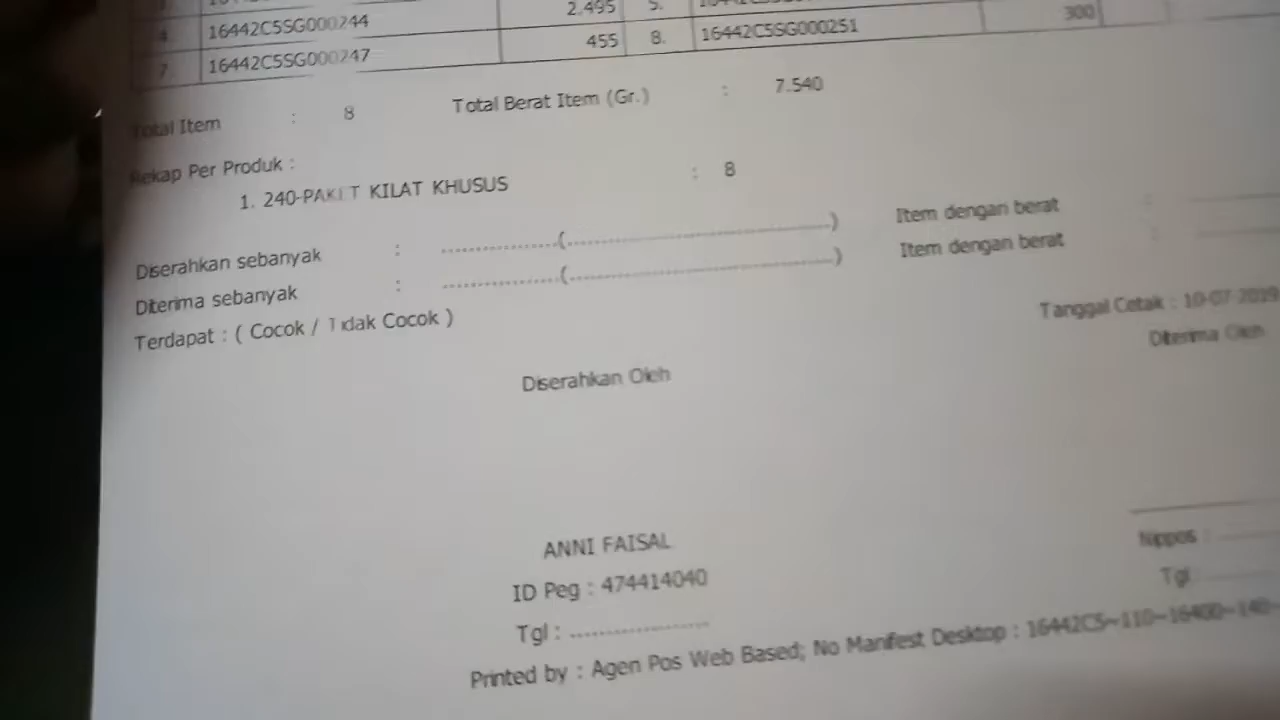 2.495 5.
4 16442C5SG000244 300
7 16442C5SG000247 455 8. 16442C5SG000251
Total Item : 8 Total Berat Item (Gr.) : 7.540
Rekap Per Produk :
1. 240-PAKET KILAT KHUSUS : 8
Diserahkan sebanyak : .................(........................................) Item dengan berat :
Diterima sebanyak : .................(........................................) Item dengan berat :
Terdapat : ( Cocok / Tidak Cocok )
Tanggal Cetak : 10-07-2019
Diserahkan Oleh Diterima Oleh
ANNI FAISAL
ID Peg : 474414040 Nippos :
Tgl : .................... Tgl
Printed by : Agen Pos Web Based; No Manifest Desktop : 16442C5~110~16400~140~